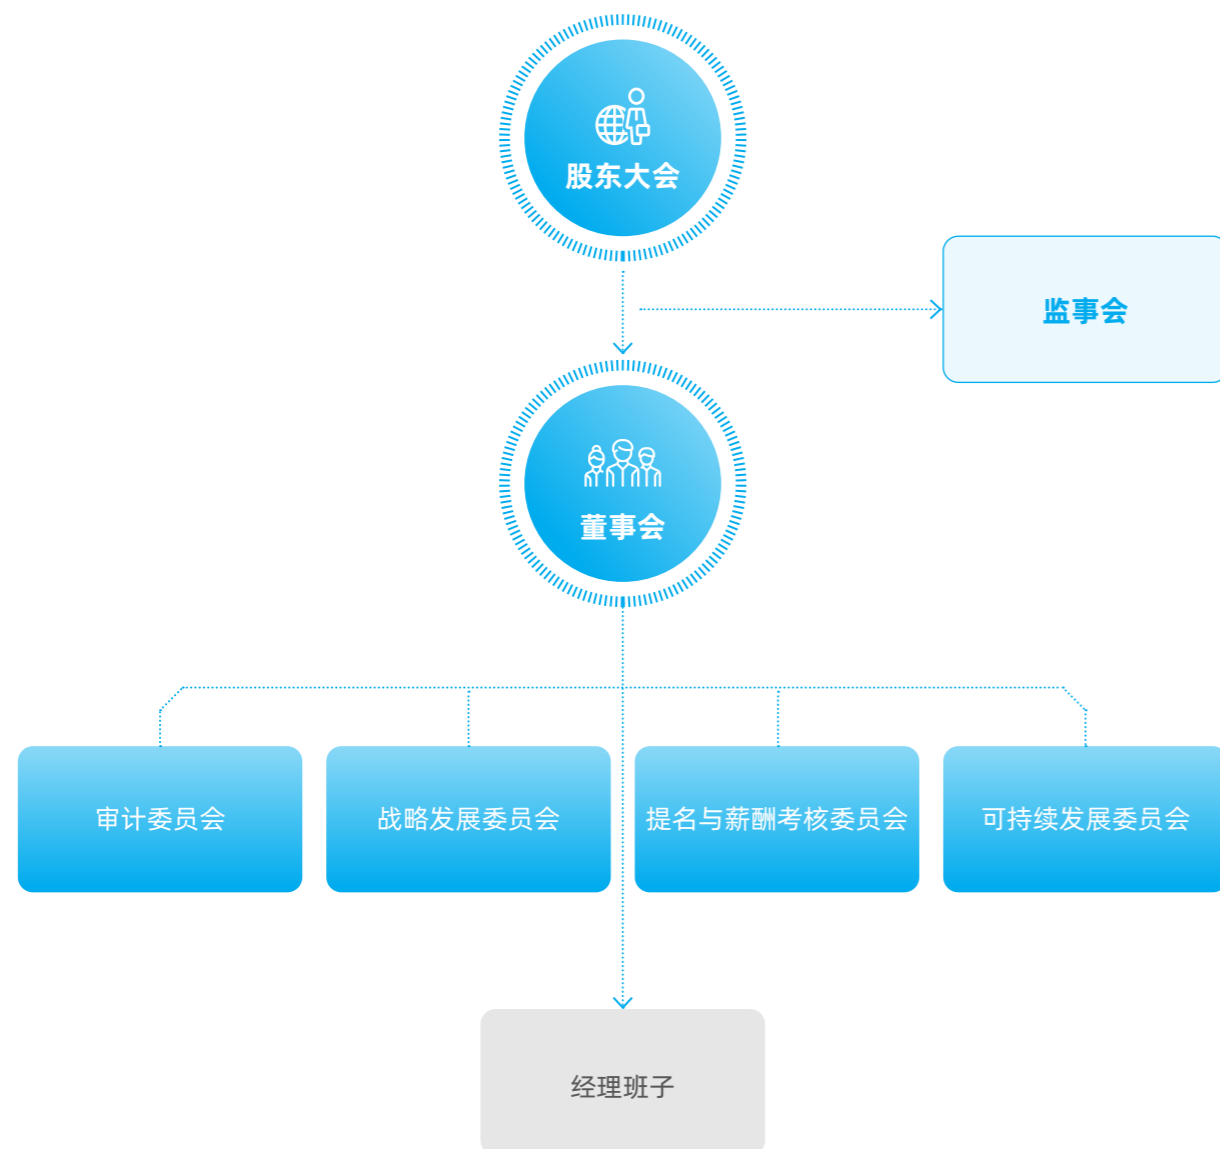 股东大会
监事会
董事会
审计委员会
战略发展委员会
提名与薪酬考核委员会
可持续发展委员会
经理班子